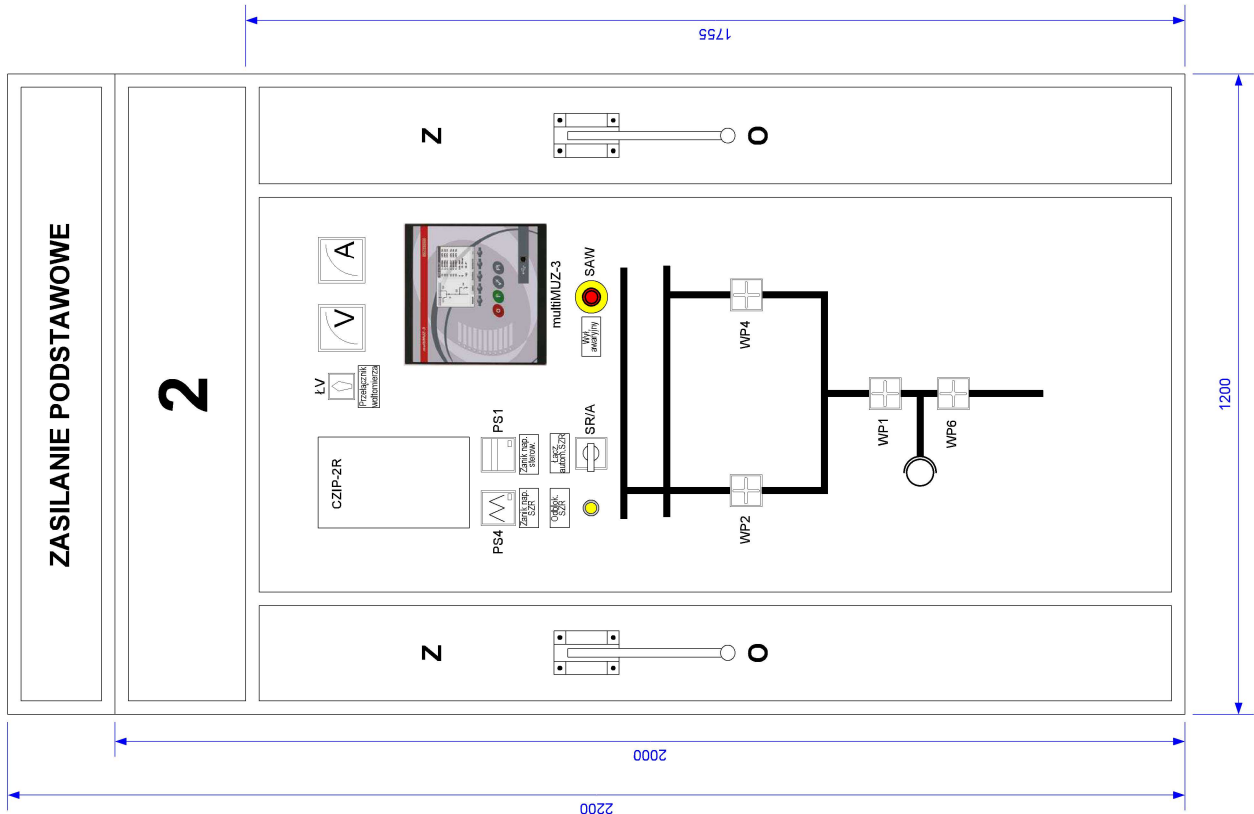 ZASILANIE PODSTAWOWE
2
ŁV
V
A
Przełącznik
woltomierza
CZIP-2R
multiMUZ-3
PS4
PS1
Zanik nap.
SZR
Zanik nap.
sterow.
Odblok.
SZR
Łącz.
autom.SZR
SR/A
Wył.
awaryjny
SAW
Z
O
Z
O
WP2
WP4
WP1
WP6
1755
2000
2200
1200